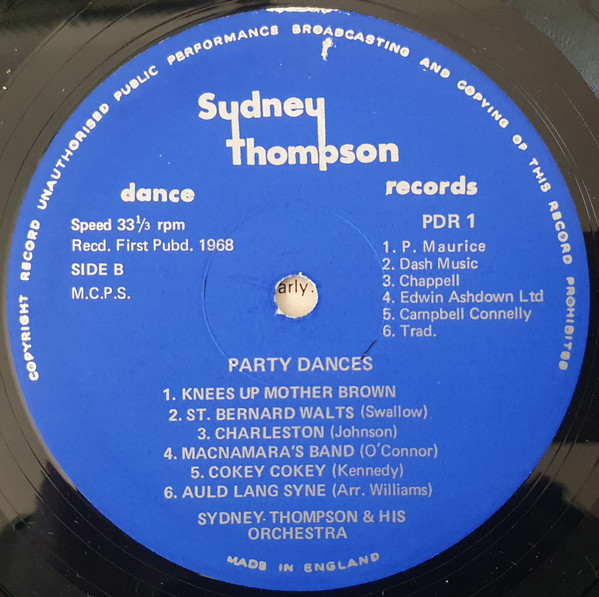 COPYRIGHT RECORD UNAUTHORISED PUBLIC PERFORMANCE BROADCASTING AND COPYING OF THIS RECORD PROHIBITED
Sydney
Thompson
dance records
Speed 33⅓ rpm
Recd. First Pubd. 1968
SIDE B
M.C.P.S.
PDR 1
1. P. Maurice
2. Dash Music
3. Chappell
4. Edwin Ashdown Ltd
5. Campbell Connelly
6. Trad.
arly.
PARTY DANCES
1. KNEES UP MOTHER BROWN
2. ST. BERNARD WALTS (Swallow)
3. CHARLESTON (Johnson)
4. MACNAMARA'S BAND (O'Connor)
5. COKEY COKEY (Kennedy)
6. AULD LANG SYNE (Arr. Williams)
SYDNEY THOMPSON & HIS
ORCHESTRA
MADE IN ENGLAND